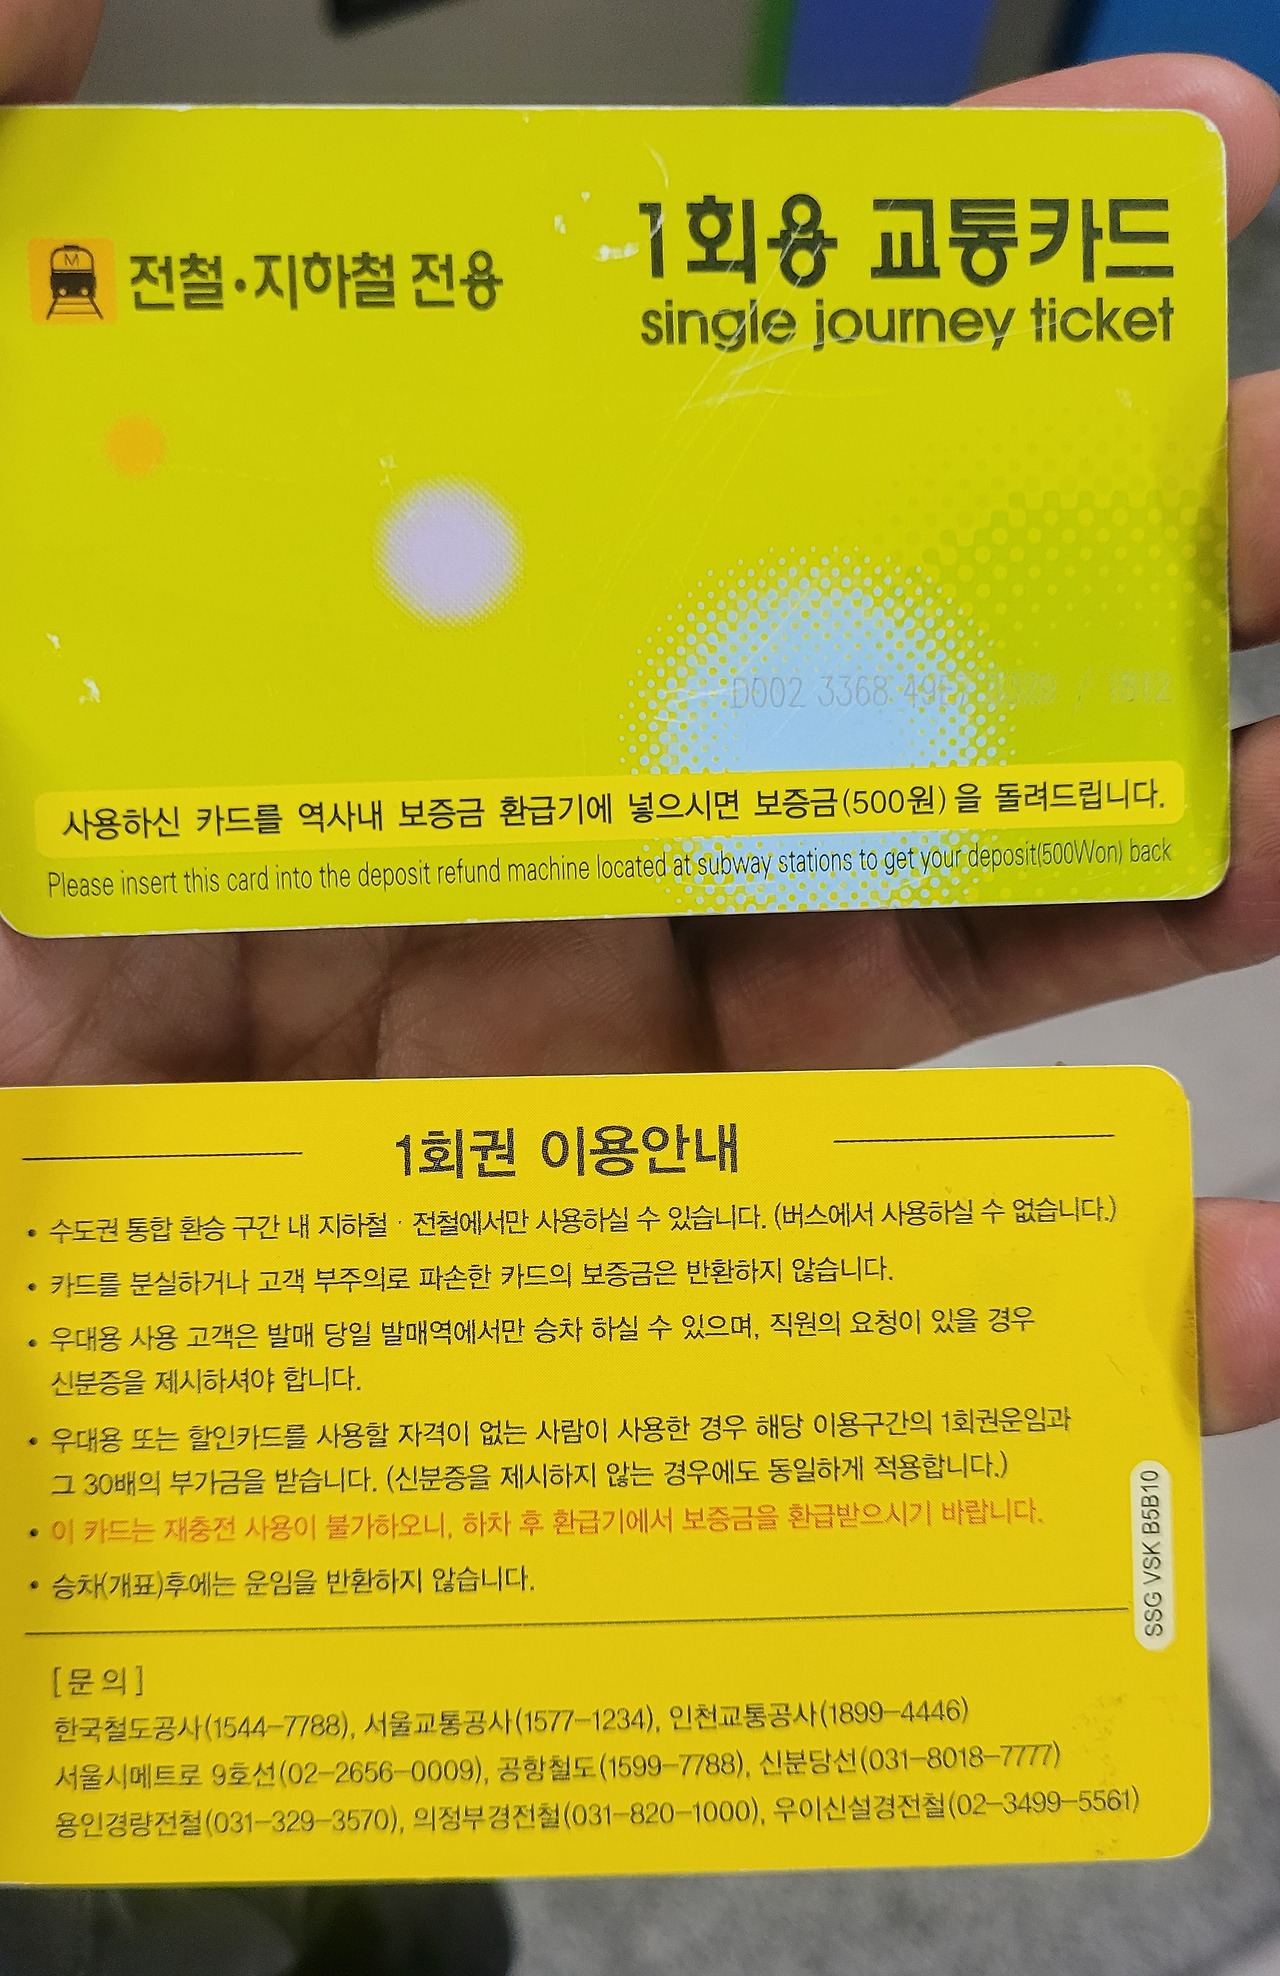 M
전철·지하철 전용
1회용 교통카드
single journey ticket
D002 3368 49E
사용하신 카드를 역사내 보증금 환급기에 넣으시면 보증금(500원)을 돌려드립니다.
Please insert this card into the deposit refund machine located at subway stations to get your deposit(500Won) back
1회권 이용안내
• 수도권 통합 환승 구간 내 지하철·전철에서만 사용하실 수 있습니다. (버스에서 사용하실 수 없습니다.)
• 카드를 분실하거나 고객 부주의로 파손한 카드의 보증금은 반환하지 않습니다.
• 우대용 사용 고객은 발매 당일 발매역에서만 승차 하실 수 있으며, 직원의 요청이 있을 경우
신분증을 제시하셔야 합니다.
• 우대용 또는 할인카드를 사용할 자격이 없는 사람이 사용한 경우 해당 이용구간의 1회권운임과
그 30배의 부가금을 받습니다. (신분증을 제시하지 않는 경우에도 동일하게 적용합니다.)
• 이 카드는 재충전 사용이 불가하오니, 하차 후 환급기에서 보증금을 환급받으시기 바랍니다.
• 승차(개표)후에는 운임을 반환하지 않습니다.
SSG VSK B5B10
[문의]
한국철도공사(1544-7788), 서울교통공사(1577-1234), 인천교통공사(1899-4446)
서울시메트로 9호선(02-2656-0009), 공항철도(1599-7788), 신분당선(031-8018-7777)
용인경량전철(031-329-3570), 의정부경전철(031-820-1000), 우이신설경전철(02-3499-5561)